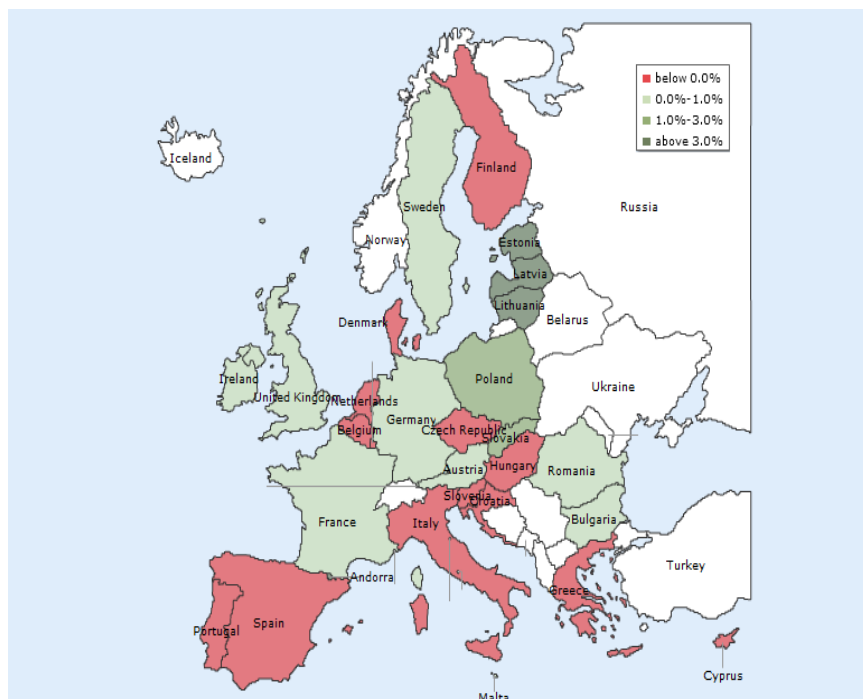 below 0.0%
0.0%-1.0%
1.0%-3.0%
above 3.0%
Iceland
Finland
Russia
Sweden
Norway
Estonia
Latvia
Lithuania
Belarus
Denmark
Ireland
United Kingdom
Netherlands
Poland
Ukraine
Germany
Belgium
Czech Republic
Slovakia
Austria
Hungary
Romania
Slovenia
Croatia
France
Italy
Bulgaria
Andorra
Turkey
Greece
Portugal
Spain
Cyprus
Malta